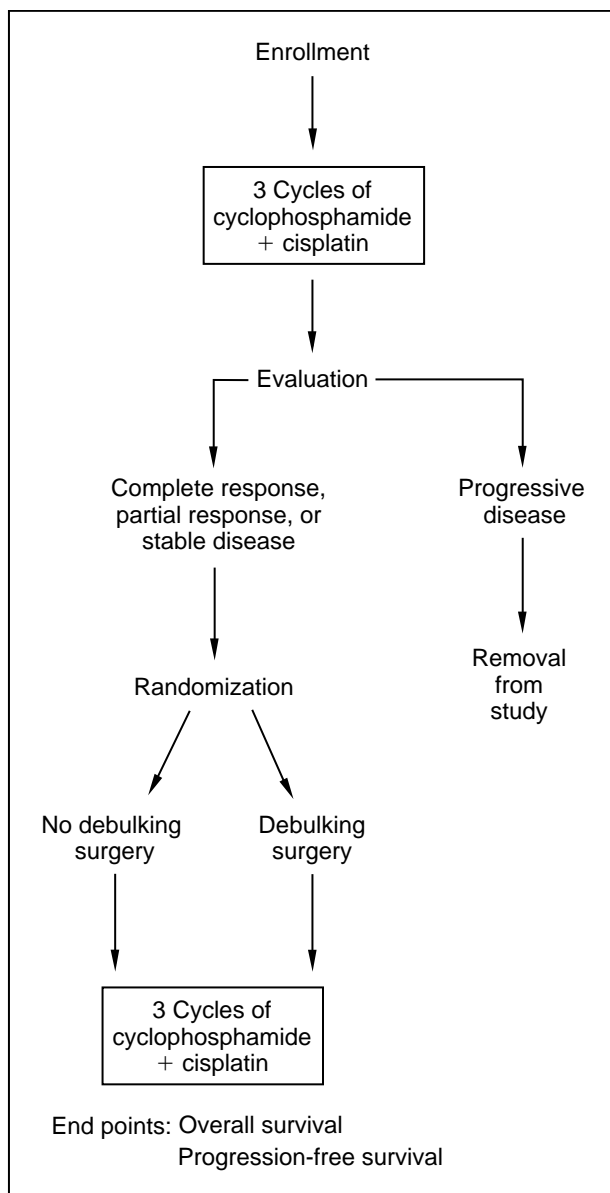 Enrollment
3 Cycles of
cyclophosphamide
+ cisplatin
Evaluation
Complete response,
partial response, or
stable disease
Progressive
disease
Removal
from
study
Randomization
No debulking
surgery
Debulking
surgery
3 Cycles of
cyclophosphamide
+ cisplatin
End points: Overall survival
Progression-free survival